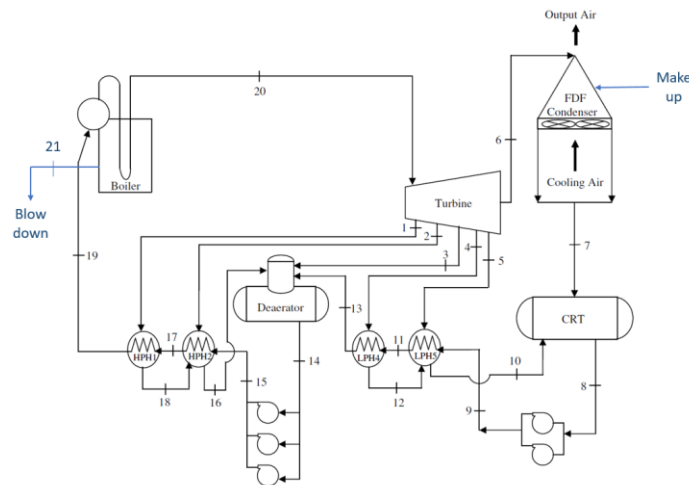 Output Air
Make
up
20
FDF
Condenser
6
21
Boiler
Cooling Air
Turbine
Blow
down
1
2
3
4
5
7
19
Deaerator
13
CRT
17
11
14
HPH1
HPH2
LPH4
LPH5
10
15
18
16
12
9
8